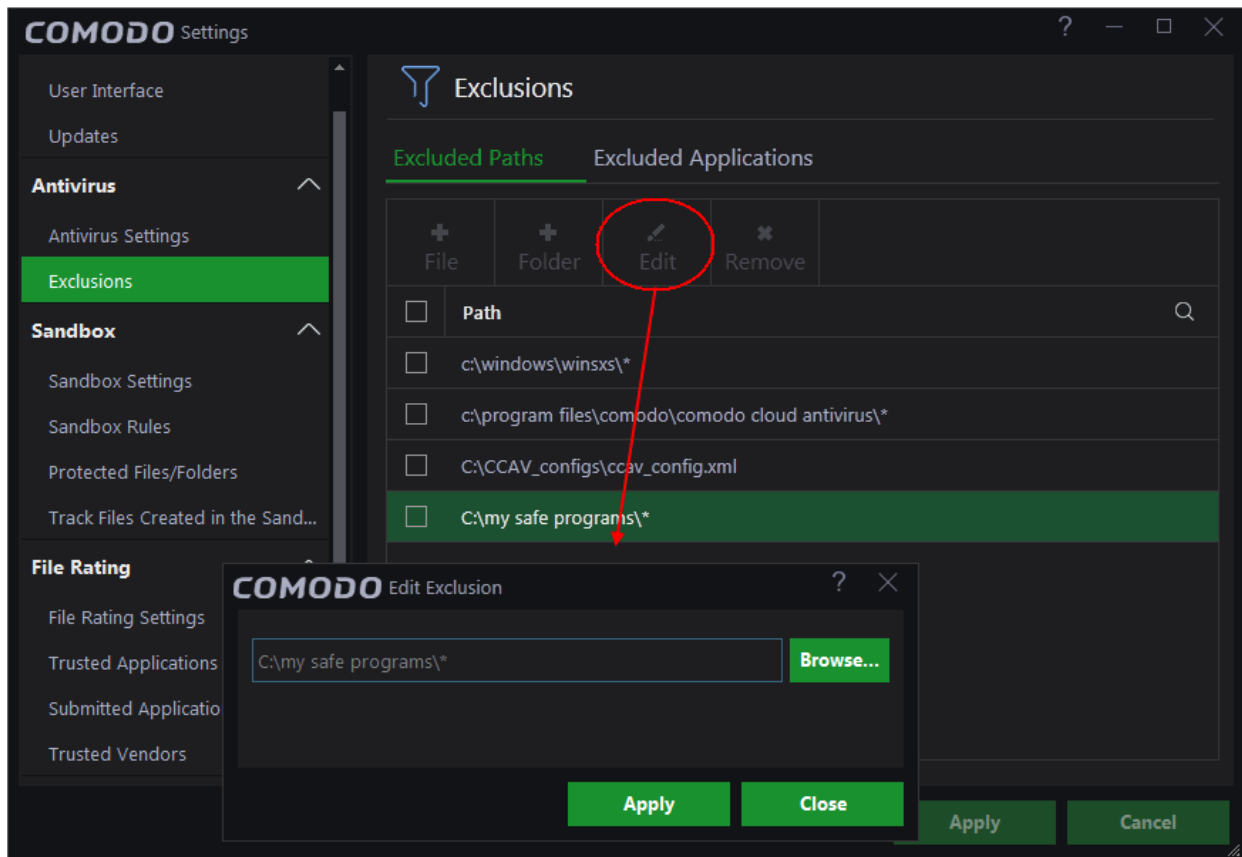 COMODO Settings
User Interface
Updates
Antivirus
Antivirus Settings
Exclusions
Sandbox
Sandbox Settings
Sandbox Rules
Protected Files/Folders
Track Files Created in the Sand...
File Rating
File Rating Settings
Trusted Applications
Submitted Applicatio
Trusted Vendors
Exclusions
Excluded Paths Excluded Applications
File Folder Edit Remove
Path
c:\windows\winsxs\*
c:\program files\comodo\comodo cloud antivirus\*
C:\CCAV_configs\ccav_config.xml
C:\my safe programs\*
COMODO Edit Exclusion ?
C:\my safe programs\* Browse...
Apply Close
Apply Cancel